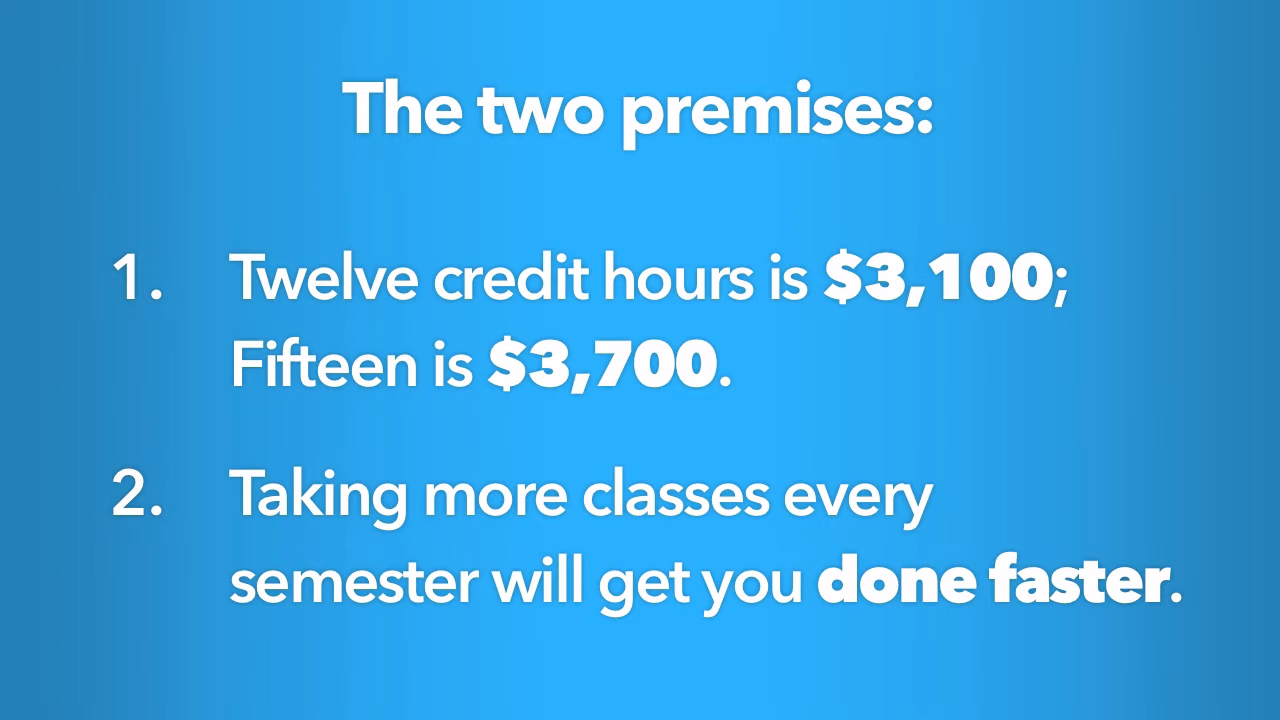 The two premises:
1. Twelve credit hours is $3,100;
Fifteen is $3,700.
2. Taking more classes every
semester will get you done faster.